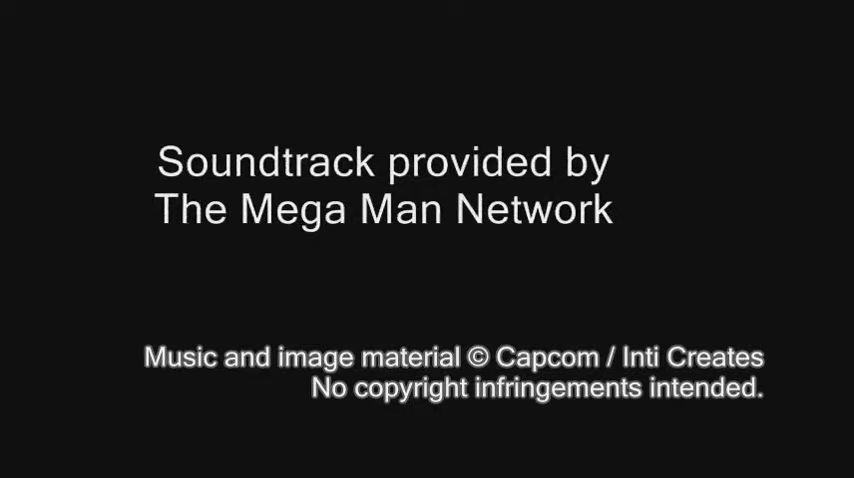 Soundtrack provided by
The Mega Man Network
Music and image material © Capcom / Inti Creates
No copyright infringements intended.